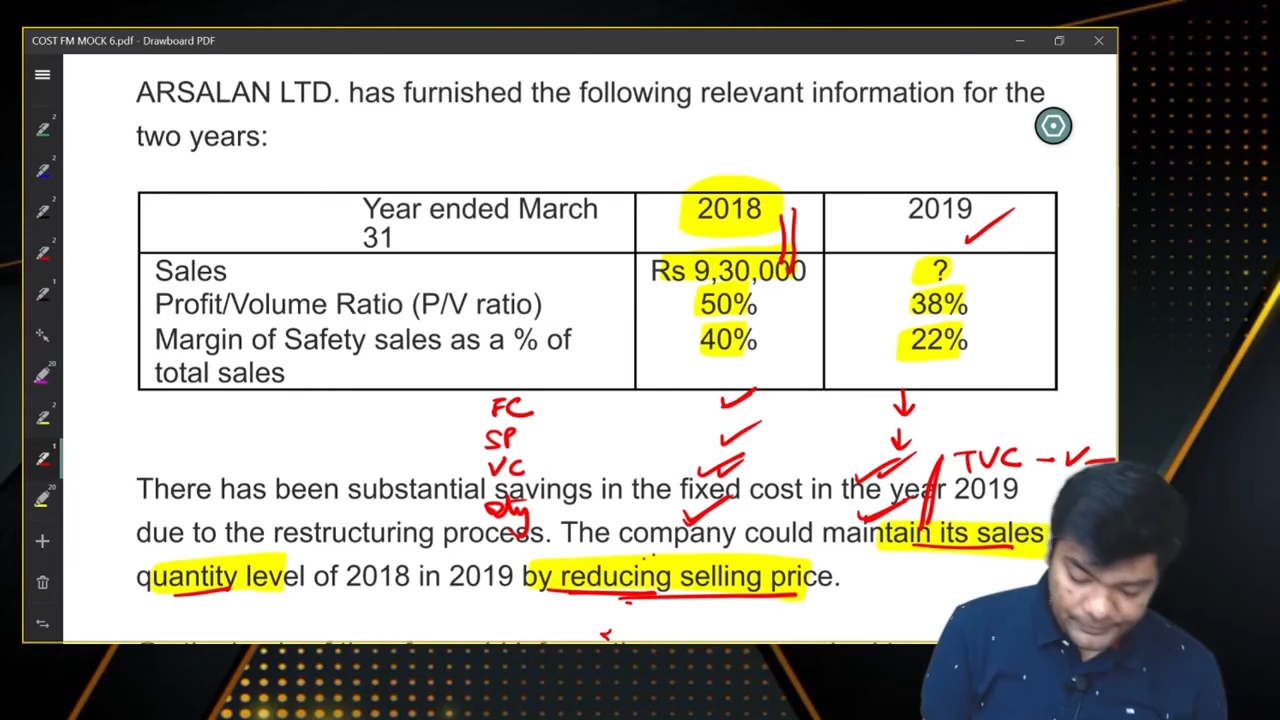 COST FM MOCK 6.pdf - Drawboard PDF
ARSALAN LTD. has furnished the following relevant information for the
two years:
Year ended March 31 2018 2019
Sales Rs 9,30,000 ?
Profit/Volume Ratio (P/V ratio) 50% 38%
Margin of Safety sales as a % of total sales 40% 22%
FC
SP
VC
Qty
TVC -
There has been substantial savings in the fixed cost in the year 2019
due to the restructuring process. The company could maintain its sales
quantity level of 2018 in 2019 by reducing selling price.